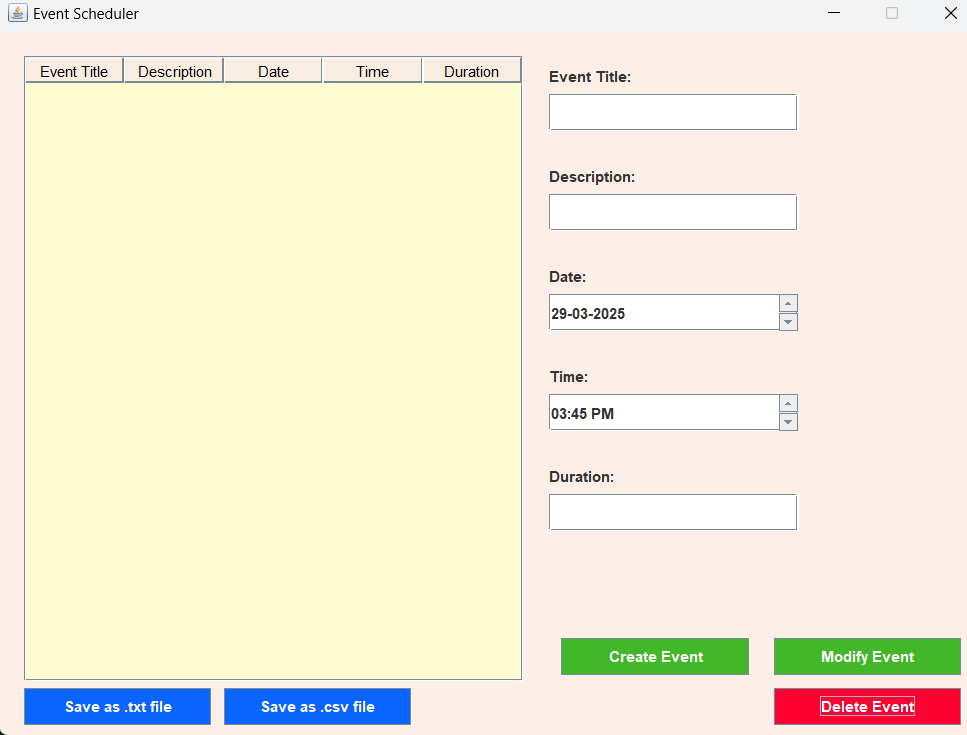 Event Scheduler
Event Title Description Date Time Duration
Event Title:
Description:
Date:
29-03-2025
Time:
03:45 PM
Duration:
Create Event Modify Event
Save as .txt file Save as .csv file Delete Event